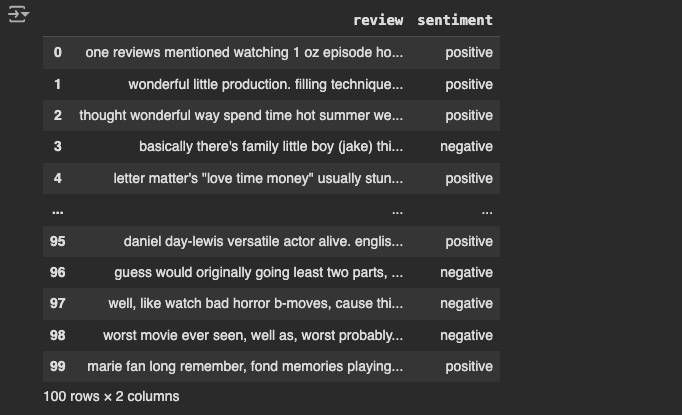 review sentiment
0 one reviews mentioned watching 1 oz episode ho... positive
1 wonderful little production. filling technique... positive
2 thought wonderful way spend time hot summer we... positive
3 basically there's family little boy (jake) thi... negative
4 letter matter's "love time money" usually stun... positive
... ... ...
95 daniel day-lewis versatile actor alive. englis... positive
96 guess would originally going least two parts, ... negative
97 well, like watch bad horror b-moves, cause thi... negative
98 worst movie ever seen, well as, worst probably... negative
99 marie fan long remember, fond memories playing... positive
100 rows × 2 columns